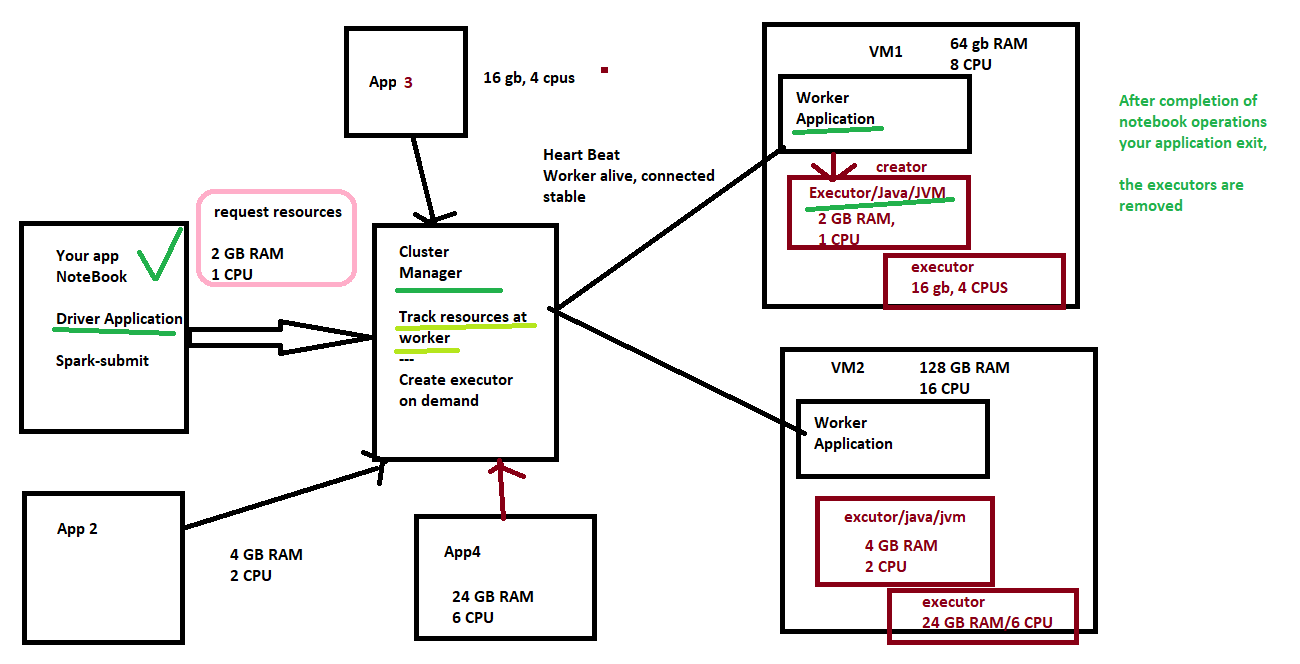 App 3
16 gb, 4 cpus
request resources
2 GB RAM
1 CPU
Your app
NoteBook
Driver Application
Spark-submit
Cluster
Manager
Track resources at
worker
---
Create executor
on demand
Heart Beat
Worker alive, connected
stable
VM1
64 gb RAM
8 CPU
Worker
Application
creator
Executor/Java/JVM
2 GB RAM,
1 CPU
executor
16 gb, 4 CPUS
After completion of
notebook operations
your application exit,
the executors are
removed
App 2
4 GB RAM
2 CPU
App4
24 GB RAM
6 CPU
VM2
128 GB RAM
16 CPU
Worker
Application
excutor/java/jvm
4 GB RAM
2 CPU
executor
24 GB RAM/6 CPU